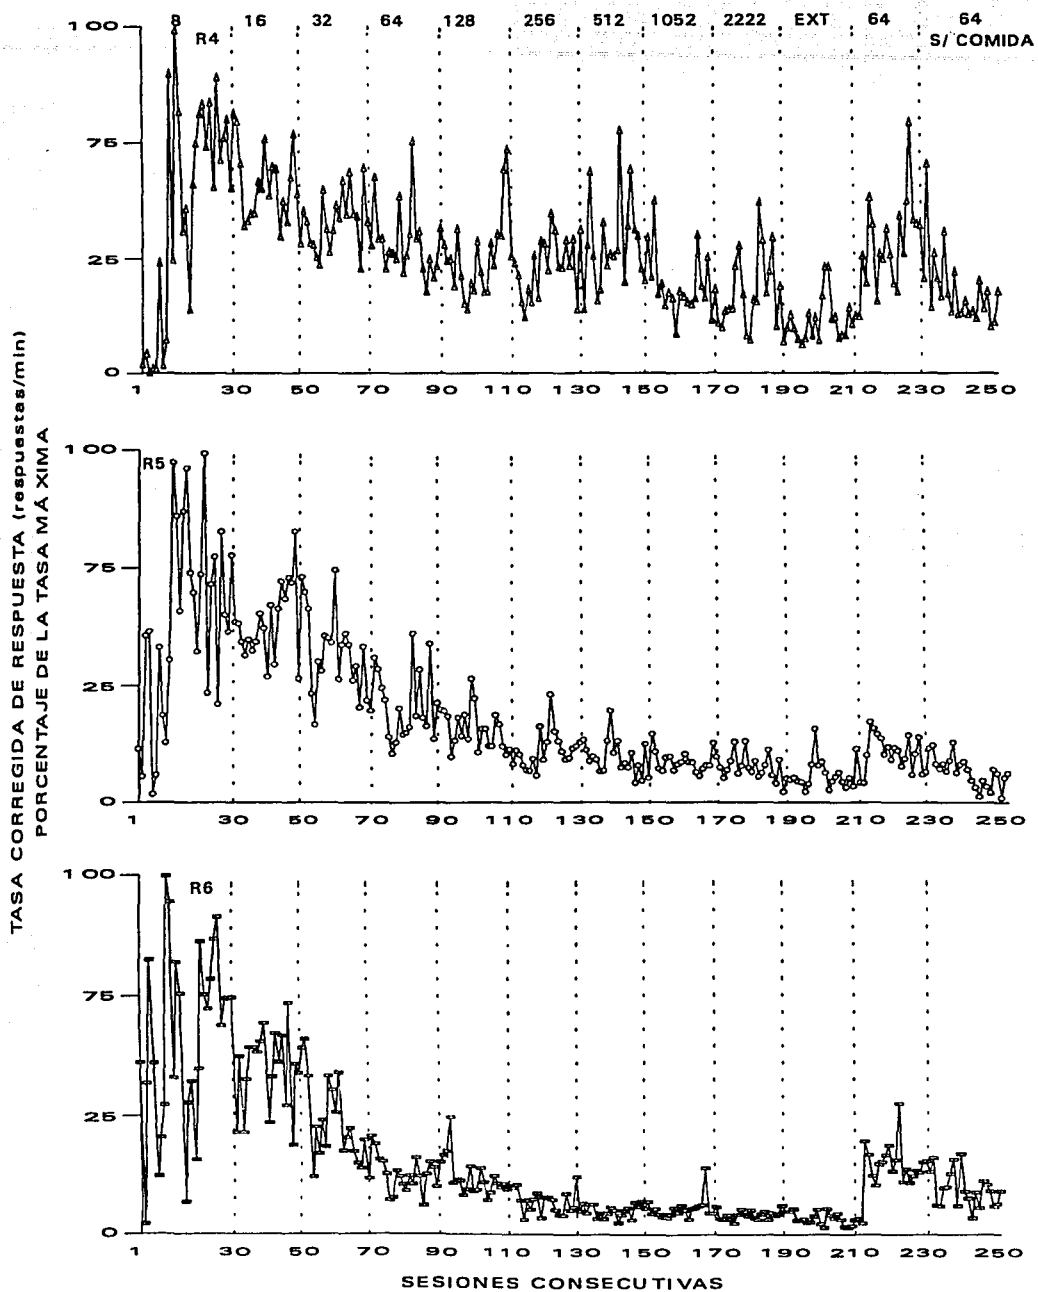 8 16 32 64 128 256 512 1052 2222 EXT 64 64
S/ COMIDA
100
R4
75
25
0
1 30 50 70 90 110 130 150 170 190 210 230 250
100
R5
75
25
0
1 30 50 70 90 110 130 150 170 190 210 230 250
100
R6
75
25
0
1 30 50 70 90 110 130 150 170 190 210 230 250
SESIONES CONSECUTIVAS
TASA CORREGIDA DE RESPUESTA (respuestas/min)
PORCENTAJE DE LA TASA MÁXIMA